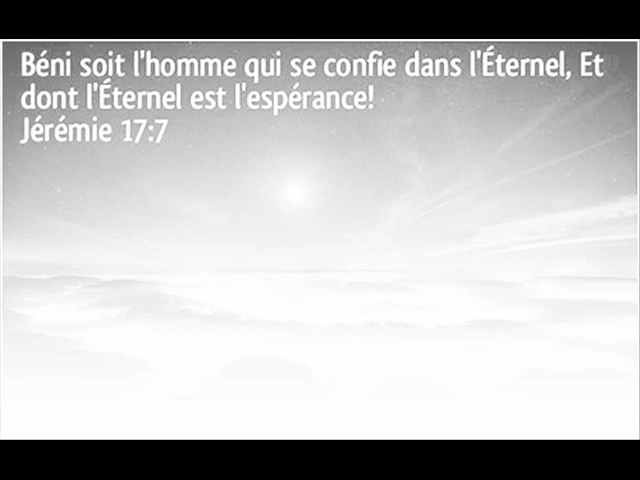 Béni soit l'homme qui se confie dans l'Éternel, Et
dont l'Éternel est l'espérance!
Jérémie 17:7